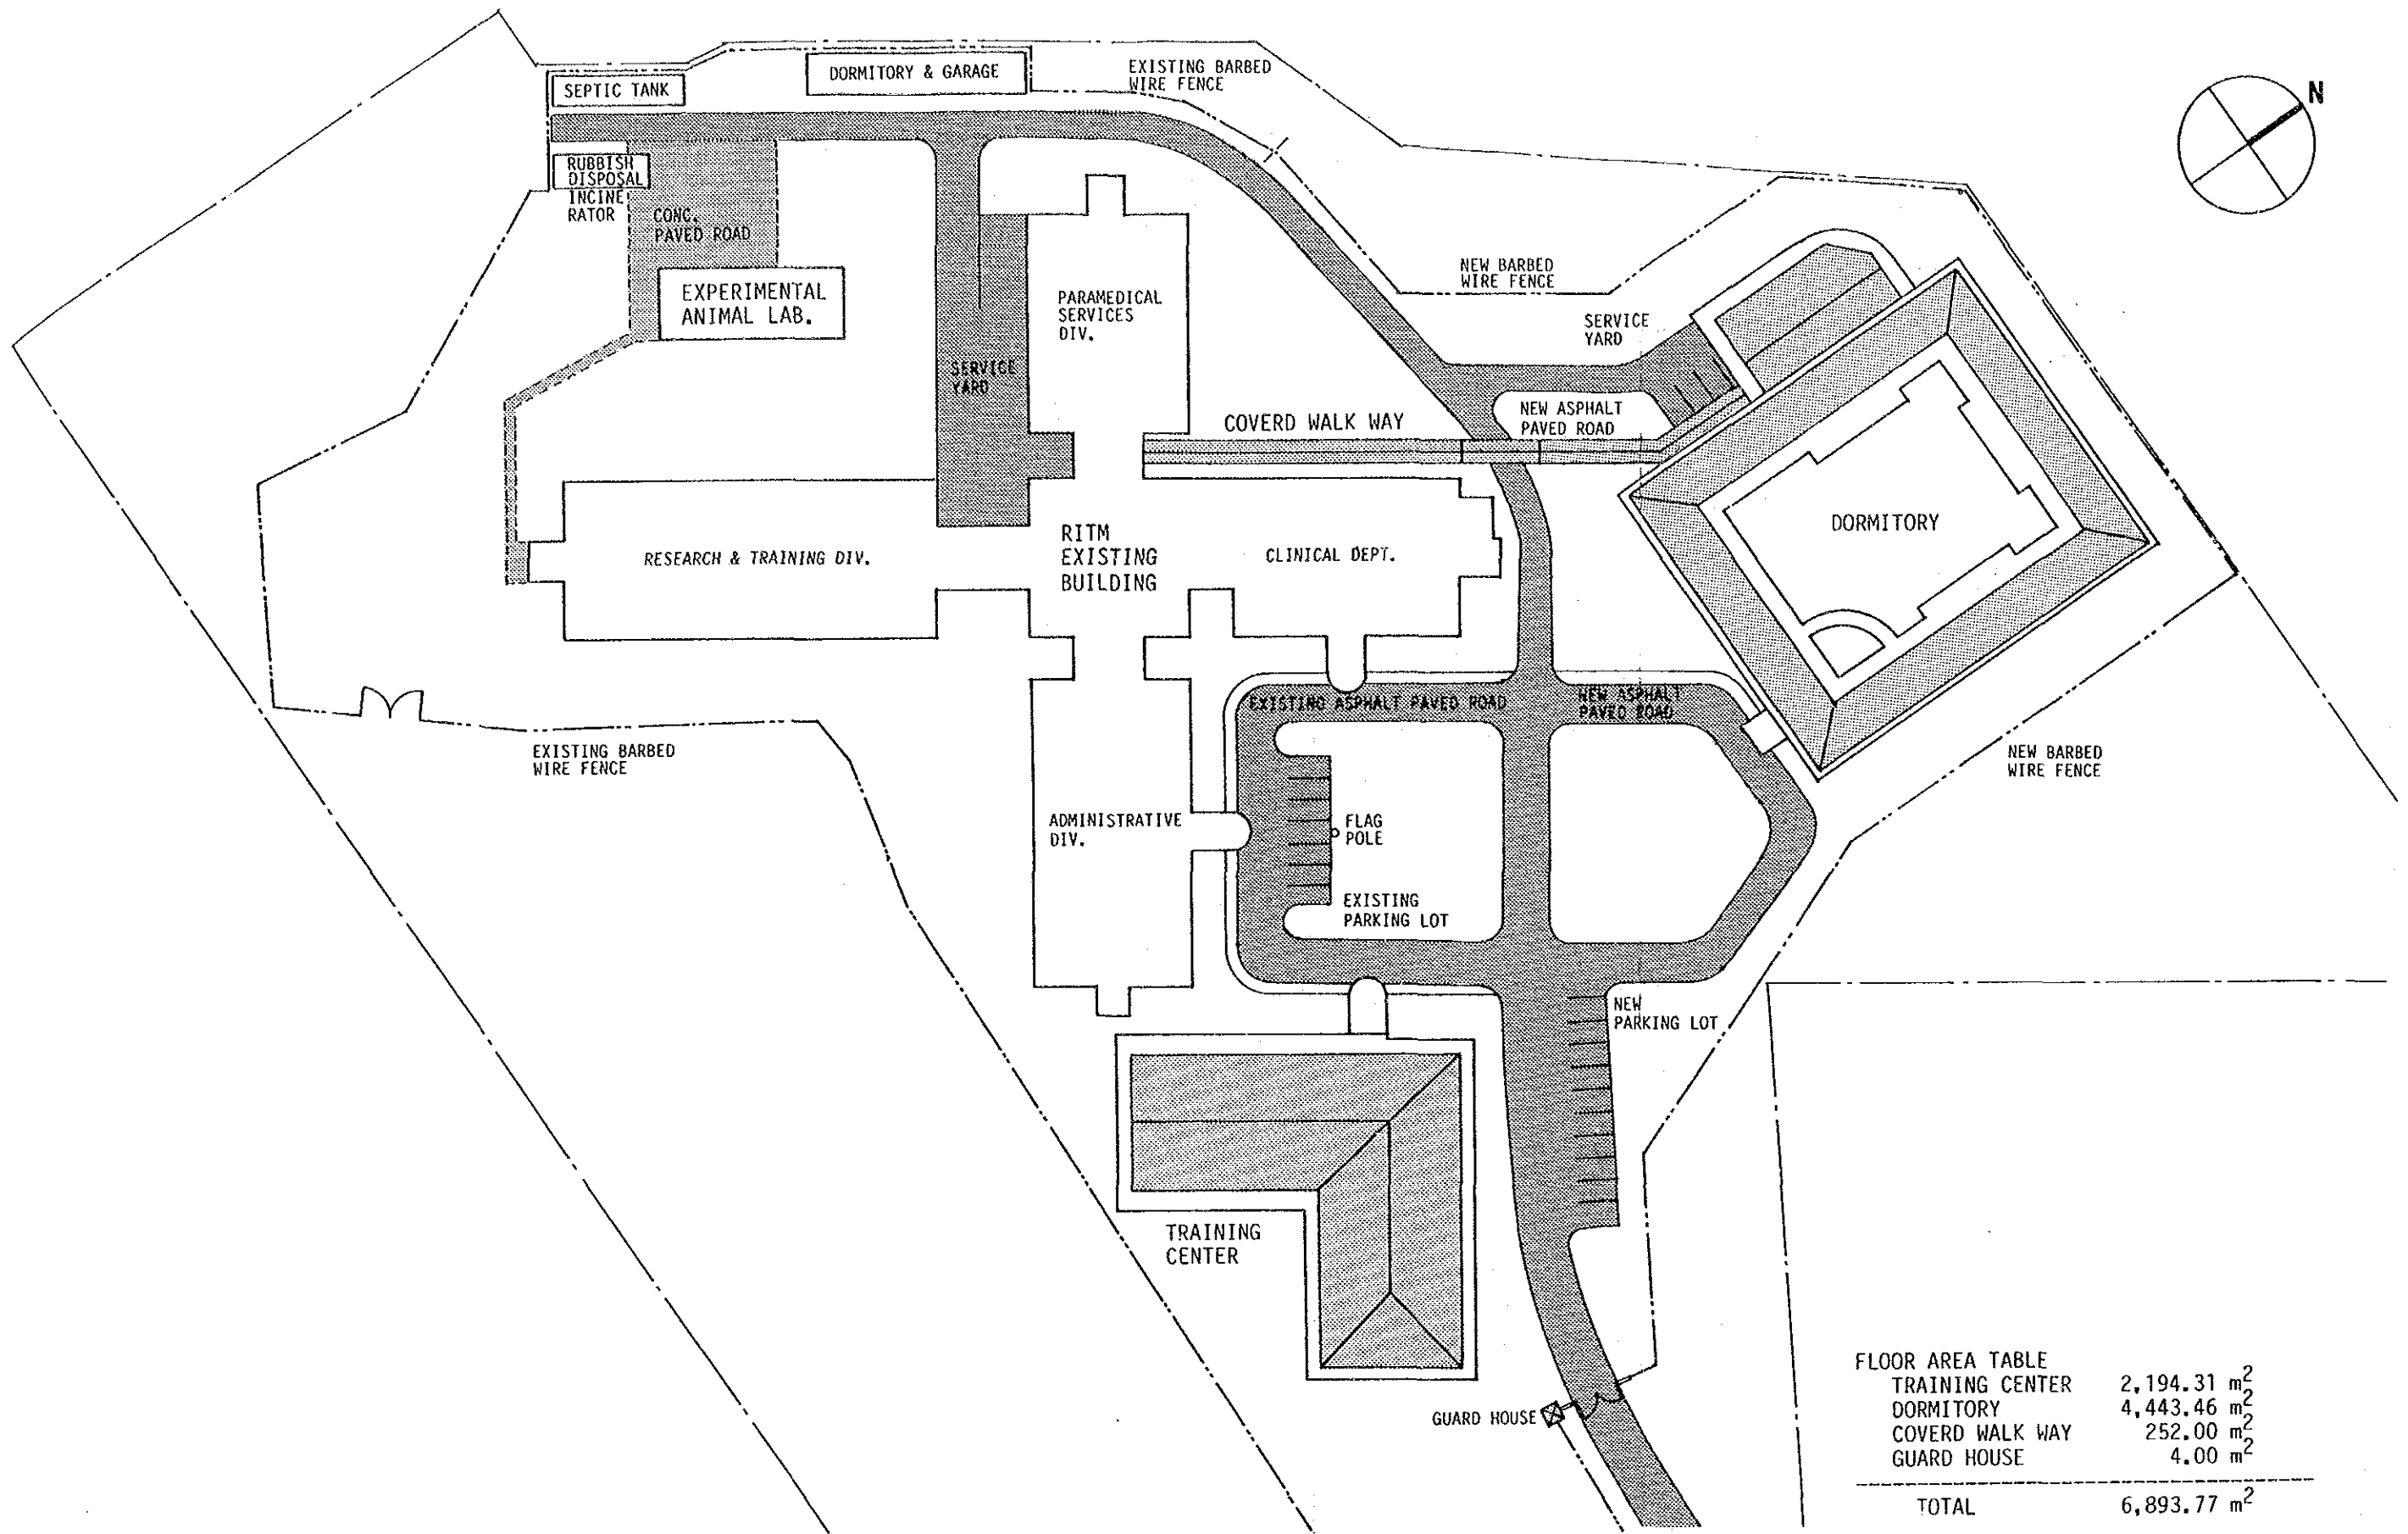 DORMITORY & GARAGE
EXISTING BARBED
WIRE FENCE
SEPTIC TANK
N
RUBBISH
DISPOSAL
INCINE
RATOR
CONC.
PAVED ROAD
EXPERIMENTAL
ANIMAL LAB.
PARAMEDICAL
SERVICES
DIV.
NEW BARBED
WIRE FENCE
SERVICE
YARD
SERVICE
YARD
COVERD WALK WAY
NEW ASPHALT
PAVED ROAD
DORMITORY
RESEARCH & TRAINING DIV.
RITM
EXISTING
BUILDING
CLINICAL DEPT.
EXISTING ASPHALT PAVED ROAD
NEW ASPHALT
PAVED ROAD
EXISTING BARBED
WIRE FENCE
NEW BARBED
WIRE FENCE
ADMINISTRATIVE
DIV.
FLAG
POLE
EXISTING
PARKING LOT
NEW
PARKING LOT
TRAINING
CENTER
GUARD HOUSE
FLOOR AREA TABLE
TRAINING CENTER 2,194.31 m²
DORMITORY 4,443.46 m²
COVERD WALK WAY 252.00 m²
GUARD HOUSE 4.00 m²
TOTAL 6,893.77 m²